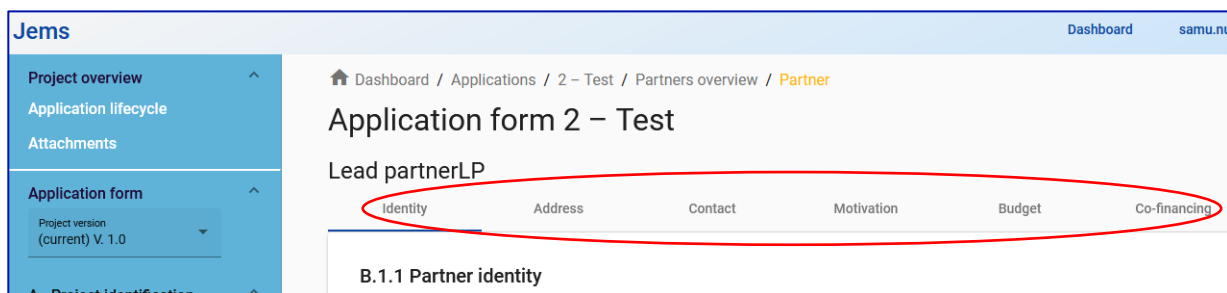 Jems
Dashboard samu.nu
Project overview
Application lifecycle
Attachments
Application form
Project version
(current) V. 1.0
A - Project identification
Dashboard / Applications / 2 – Test / Partners overview / Partner
Application form 2 – Test
Lead partnerLP
Identity Address Contact Motivation Budget Co-financing
B.1.1 Partner identity